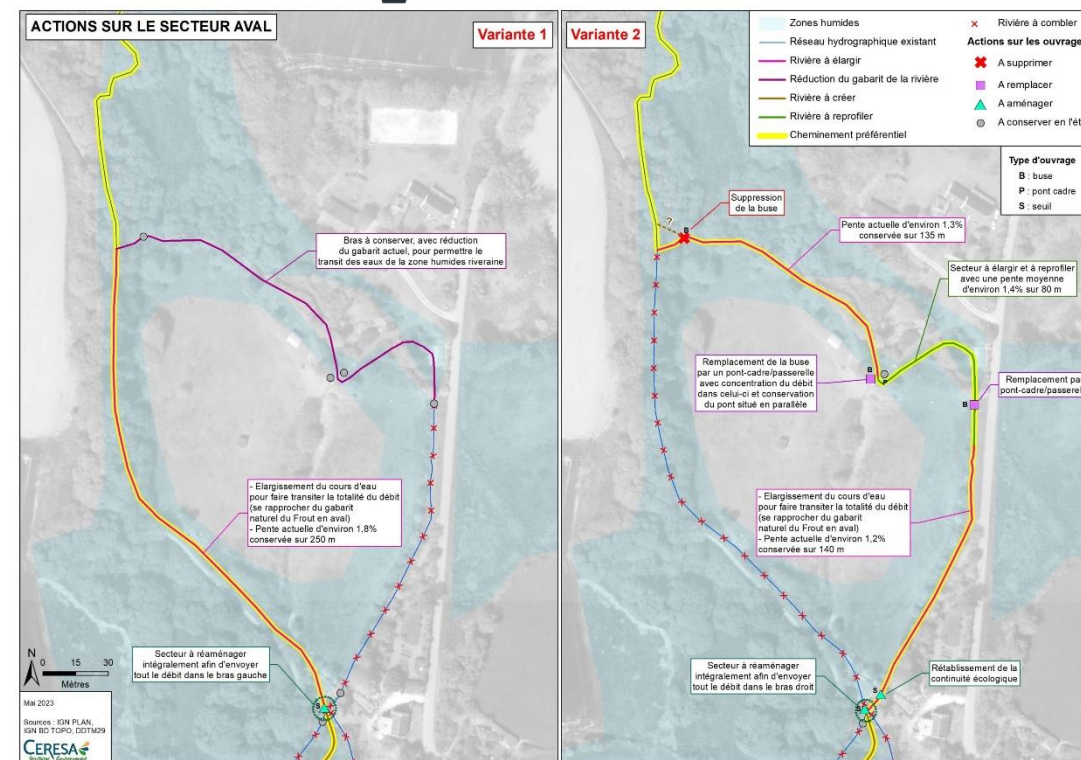 ACTIONS SUR LE SECTEUR AVAL
Variante 1
Bras à conserver, avec réduction
du gabarit actuel, pour permettre le
transit des eaux de la zone humides riveraine
- Elargissement du cours d'eau
pour faire transiter la totalité du débit
(se rapprocher du gabarit
naturel du Frout en aval)
- Pente actuelle d'environ 1,8%
conservée sur 250 m
Secteur à réaménager
intégralement afin d'envoyer
tout le débit dans le bras gauche
S
N
0 15 30
Mètres
Mai 2023
Sources : IGN PLAN,
IGN BD TOPO, DDTM29
CERESA
Variante 2
Zones humides
Réseau hydrographique existant
Rivière à élargir
Réduction du gabarit de la rivière
Rivière à créer
Rivière à reprofiler
Cheminement préférentiel
Rivière à combler
Actions sur les ouvrage
A supprimer
A remplacer
A aménager
A conserver en l'ét
Type d'ouvrage
B : buse
P : pont cadre
S : seuil
Suppression
de la buse
?
B
Pente actuelle d'environ 1,3%
conservée sur 135 m
Secteur à élargir et à reprofiler
avec une pente moyenne
d'environ 1,4% sur 80 m
Remplacement de la buse
par un pont-cadre/passerelle
avec concentration du débit
dans celui-ci et conservation
du pont situé en parallèle
B
P
Remplacement pa
pont-cadre/passerel
B
- Elargissement du cours d'eau
pour faire transiter la totalité du débit
(se rapprocher du gabarit
naturel du Frout en aval)
- Pente actuelle d'environ 1,2%
conservée sur 140 m
Secteur à réaménager
intégralement afin d'envoyer
tout le débit dans le bras droit
Rétablissement de la
continuité écologique
S
S